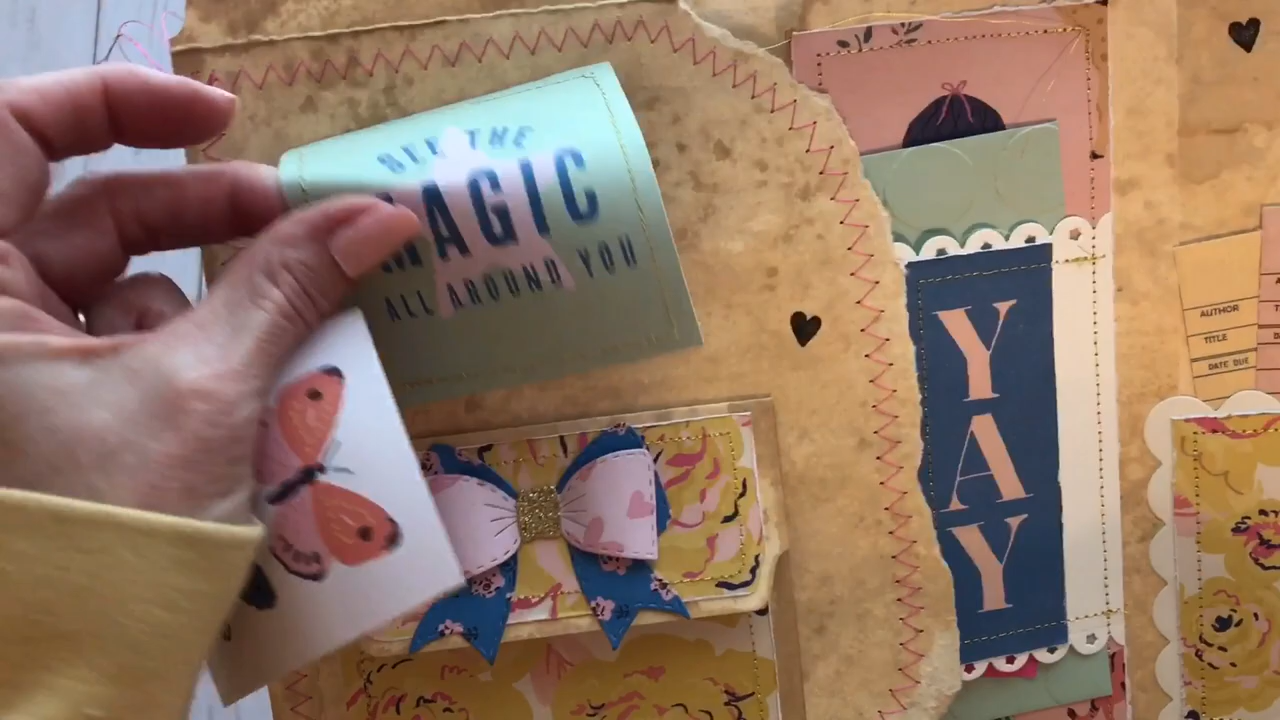 SEE THE
MAGIC
ALL AROUND YOU
YAY
AUTHOR
TITLE
DATE DUE